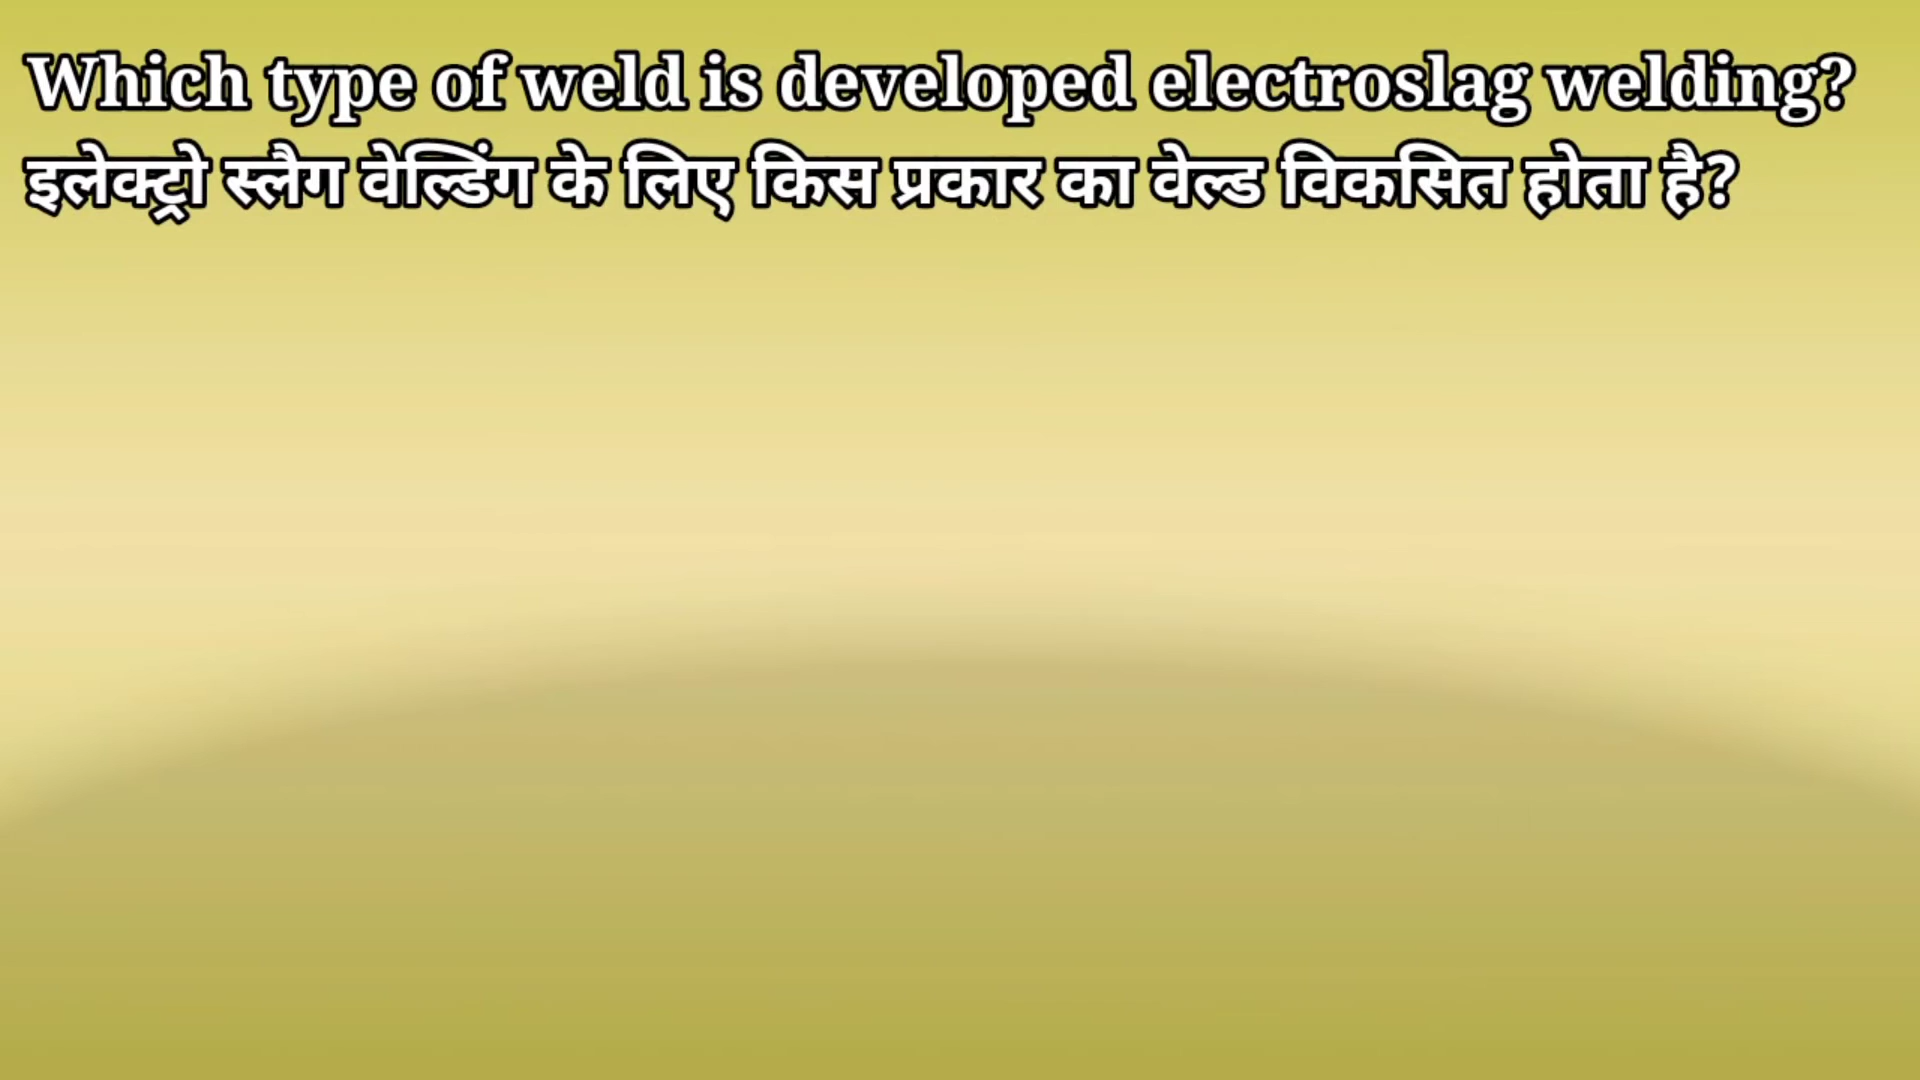 Which type of weld is developed electroslag welding?
इलेक्ट्रो स्लैग वेल्डिंग के लिए किस प्रकार का वेल्ड विकसित होता है?